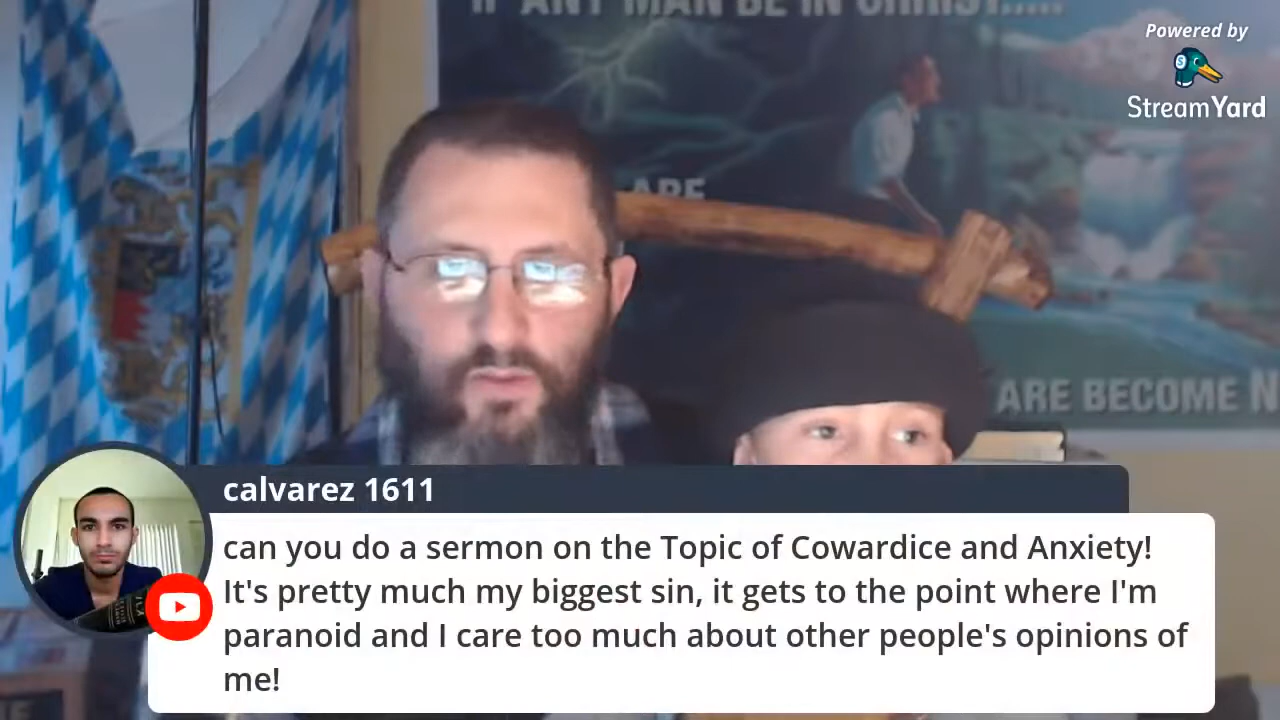 IF ANY MAN BE IN CHRIST.....
Powered by
StreamYard
ARE
ARE BECOME N
calvarez 1611
can you do a sermon on the Topic of Cowardice and Anxiety!
It's pretty much my biggest sin, it gets to the point where I'm
paranoid and I care too much about other people's opinions of
me!